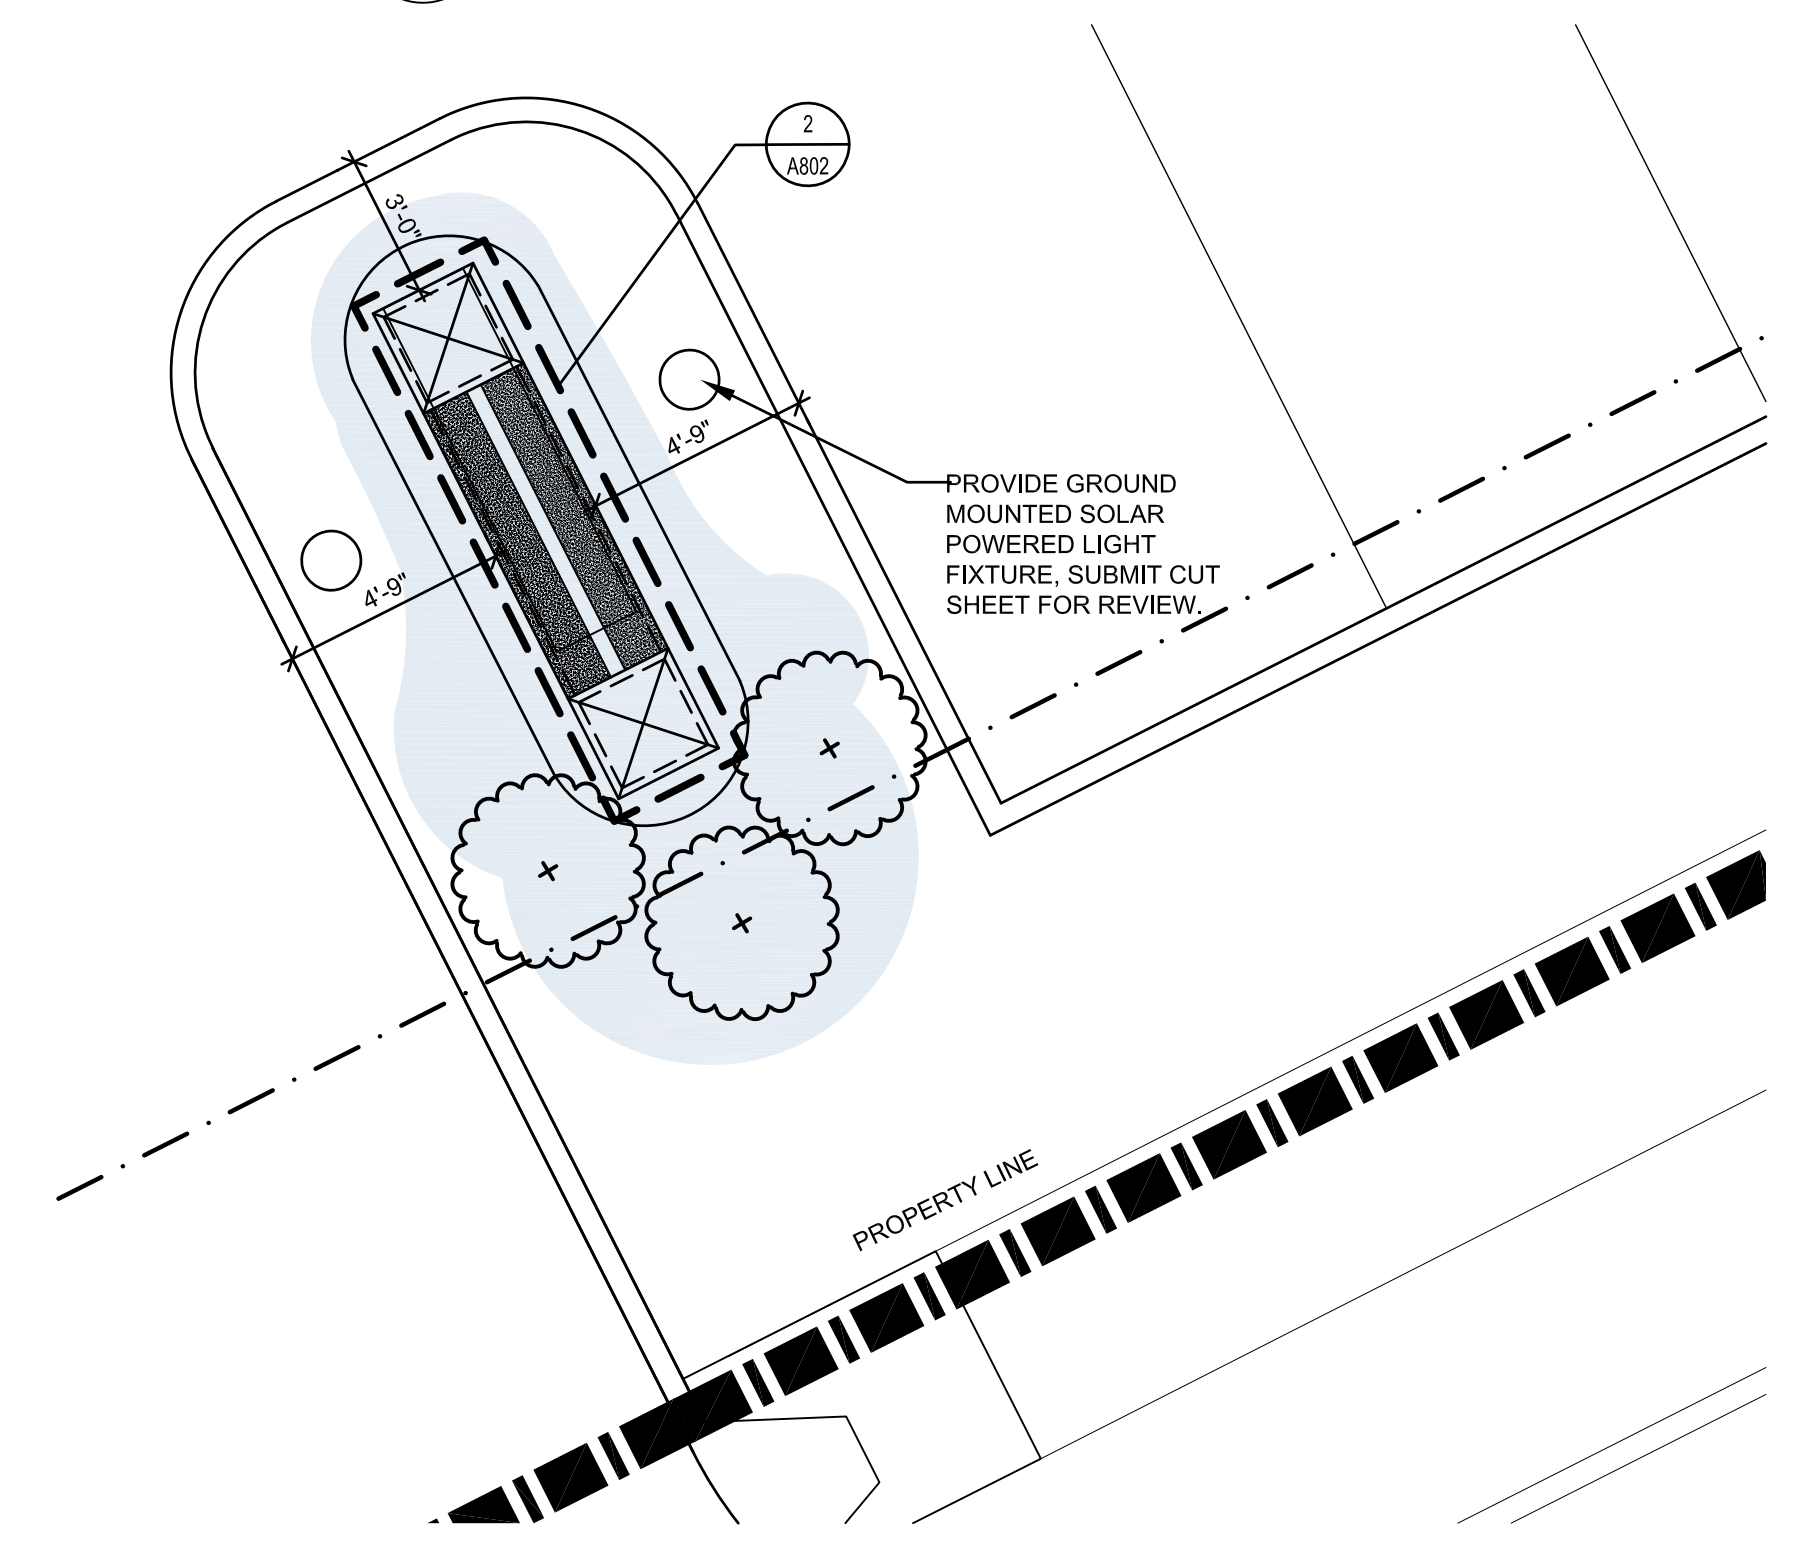 2
A802
3'-0"
4'-9"
4'-9"
PROVIDE GROUND
MOUNTED SOLAR
POWERED LIGHT
FIXTURE, SUBMIT CUT
SHEET FOR REVIEW.
PROPERTY LINE